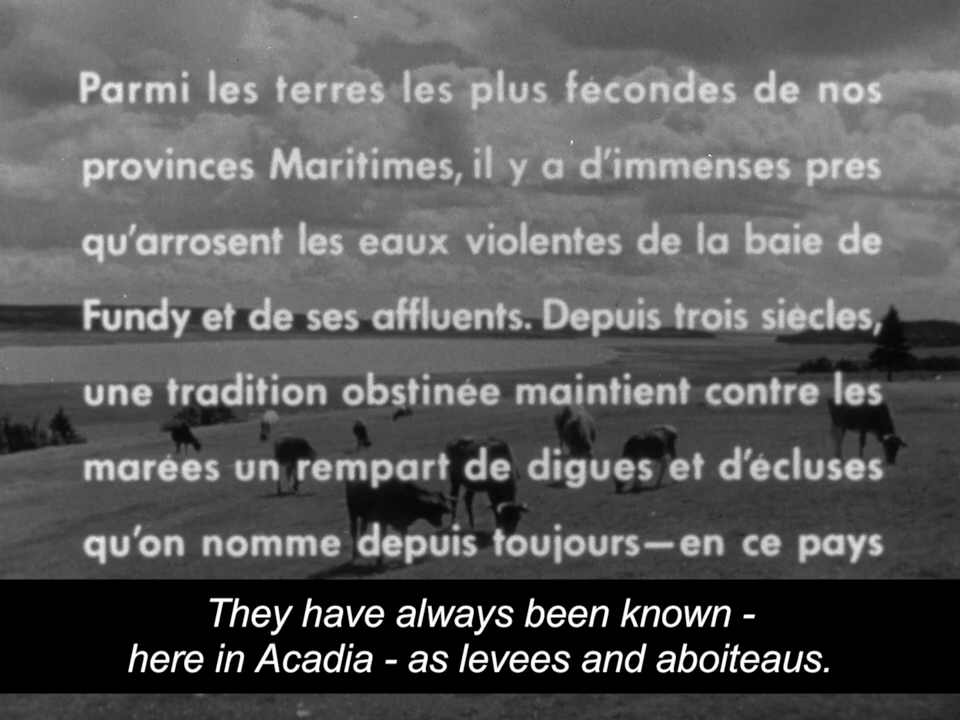 Parmi les terres les plus fécondes de nos
provinces Maritimes, il y a d'immenses prés
qu'arrosent les eaux violentes de la baie de
Fundy et de ses affluents. Depuis trois siècles,
une tradition obstinée maintient contre les
marées un rempart de digues et d'écluses
qu'on nomme depuis toujours—en ce pays
They have always been known -
here in Acadia - as levees and aboiteaus.